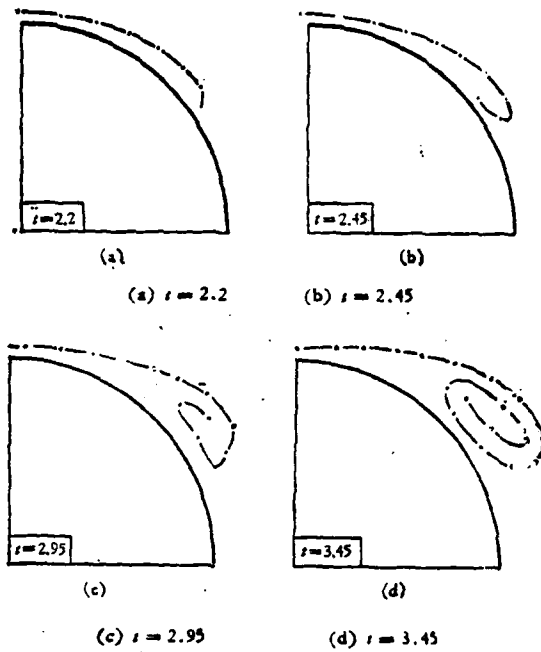 t=2.2
t=2.45
(a)
(b)
(a) t = 2.2
(b) t = 2.45
t=2.95
t=3.45
(c)
(d)
(c) t = 2.95
(d) t = 3.45